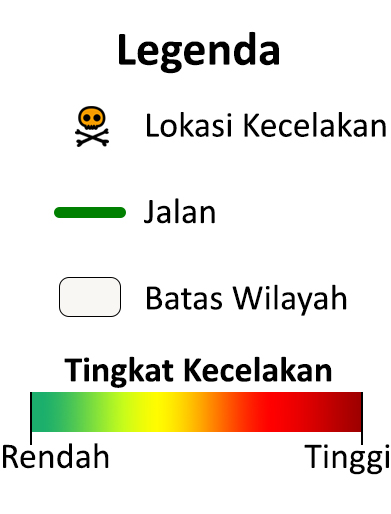 Legenda
Lokasi Kecelakan
Jalan
Batas Wilayah
Tingkat Kecelakan
Rendah Tinggi